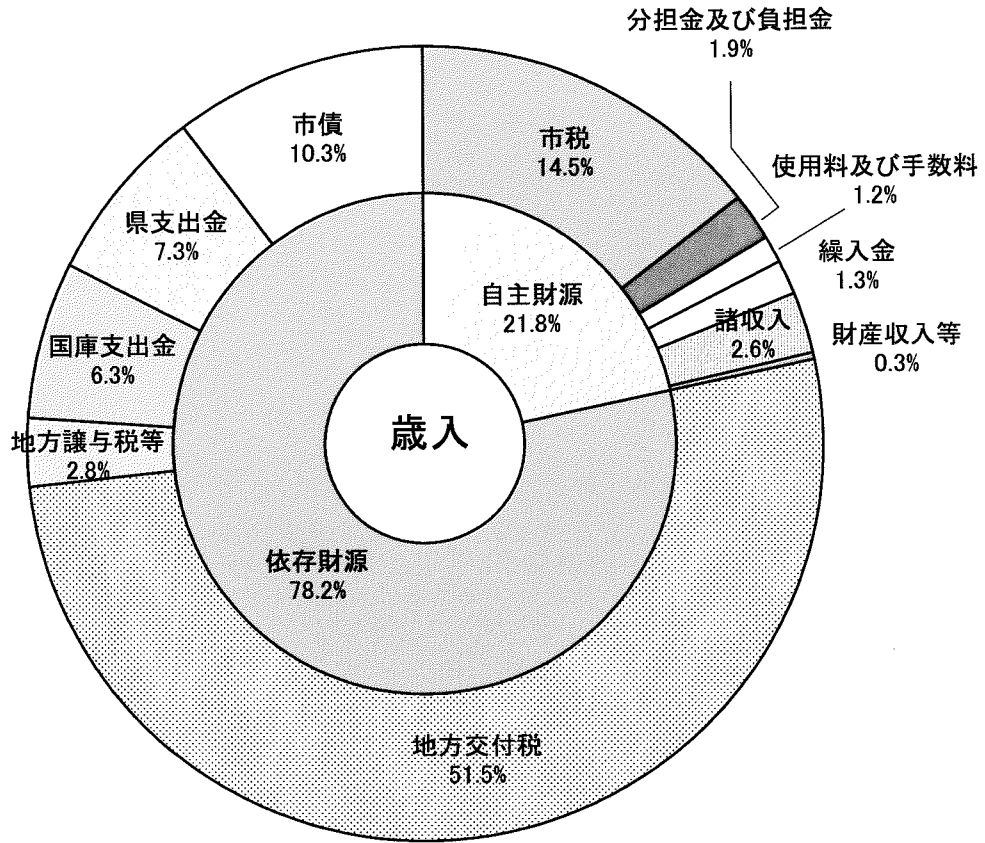 分担金及び負担金
1.9%
市債
10.3%
市税
14.5%
使用料及び手数料
1.2%
県支出金
7.3%
繰入金
1.3%
自主財源
21.8%
諸収入
2.6%
財産収入等
0.3%
国庫支出金
6.3%
歳入
地方譲与税等
2.8%
依存財源
78.2%
地方交付税
51.5%